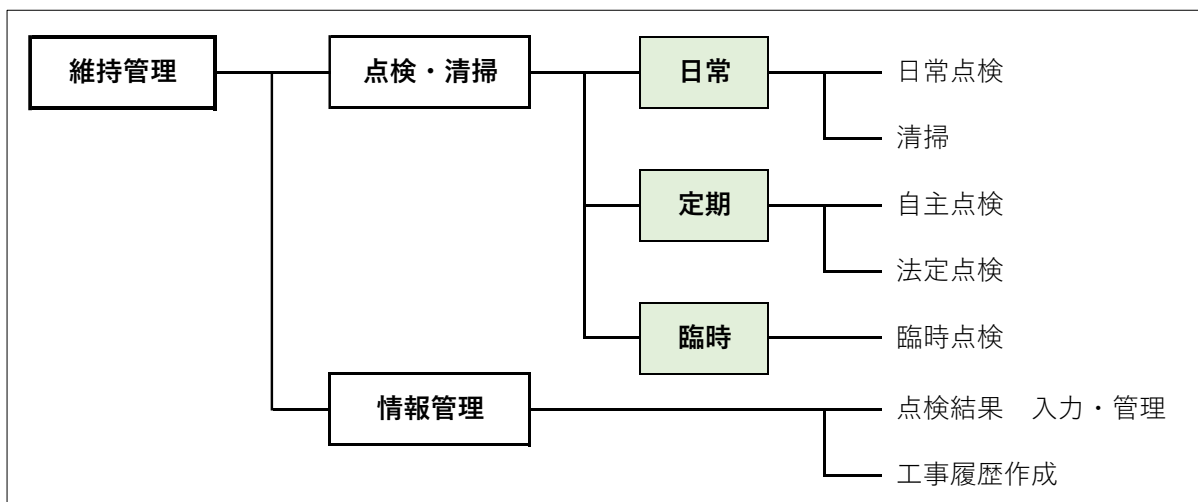 維持管理
点検・清掃
日常
日常点検
清掃
定期
自主点検
法定点検
臨時
臨時点検
情報管理
点検結果　入力・管理
工事履歴作成